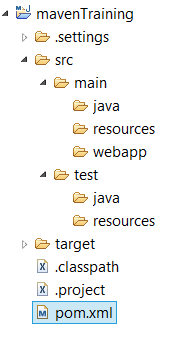 mavenTraining
.settings
src
main
java
resources
webapp
test
java
resources
target
.classpath
.project
pom.xml